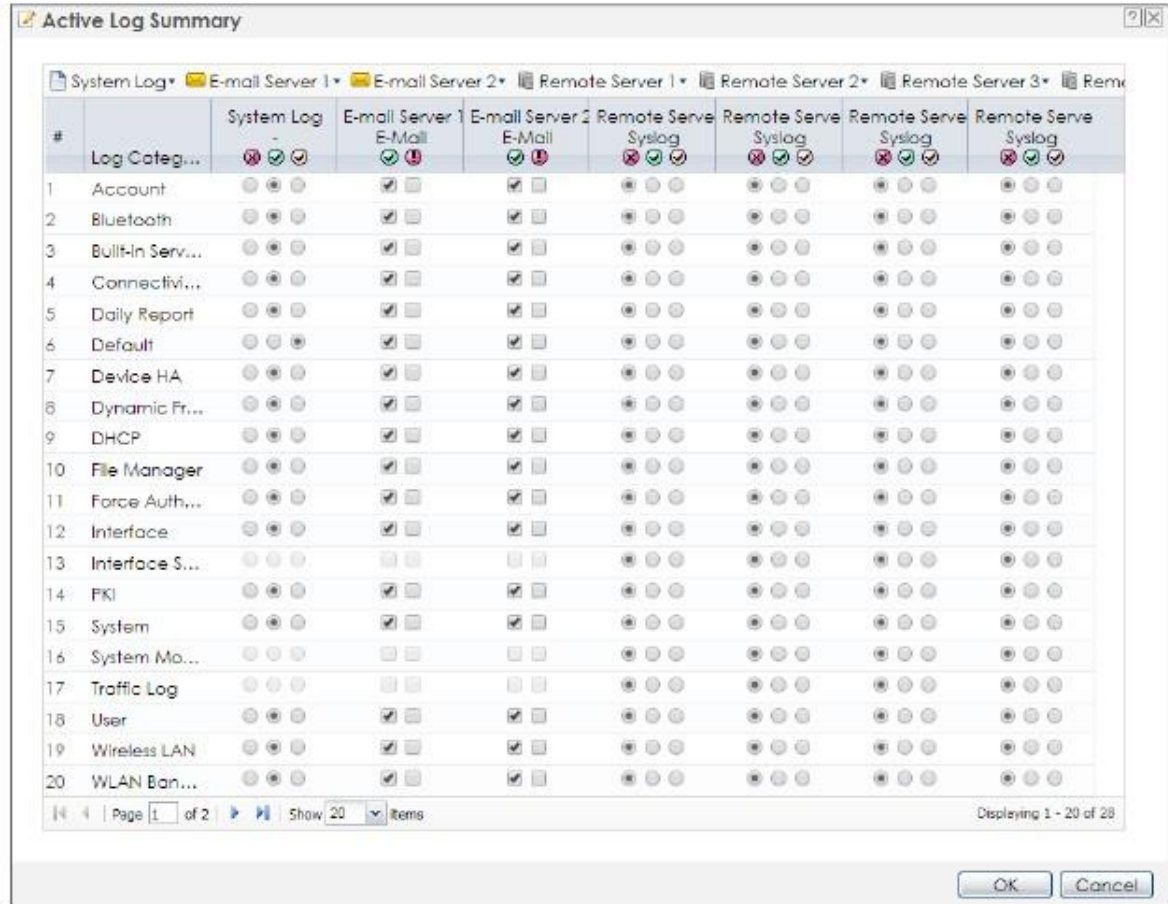 Active Log Summary
System Log E-mail Server 1 E-mail Server 2 Remote Server 1 Remote Server 2 Remote Server 3 Remo
System Log E-mail Server 1 E-mail Server 2 Remote Serve Remote Serve Remote Serve Remote Serve
# - E-Mail E-Mail Syslog Syslog Syslog Syslog
Log Categ...
1 Account
2 Bluetooth
3 Built-in Serv...
4 Connectivi...
5 Daily Report
6 Default
7 Device HA
8 Dynamic Fr...
9 DHCP
10 File Manager
11 Force Auth...
12 Interface
13 Interface S...
14 PKI
15 System
16 System Mo...
17 Traffic Log
18 User
19 Wireless LAN
20 WLAN Ban...
Page 1 of 2 Show 20 items Displaying 1 - 20 of 28
OK Cancel